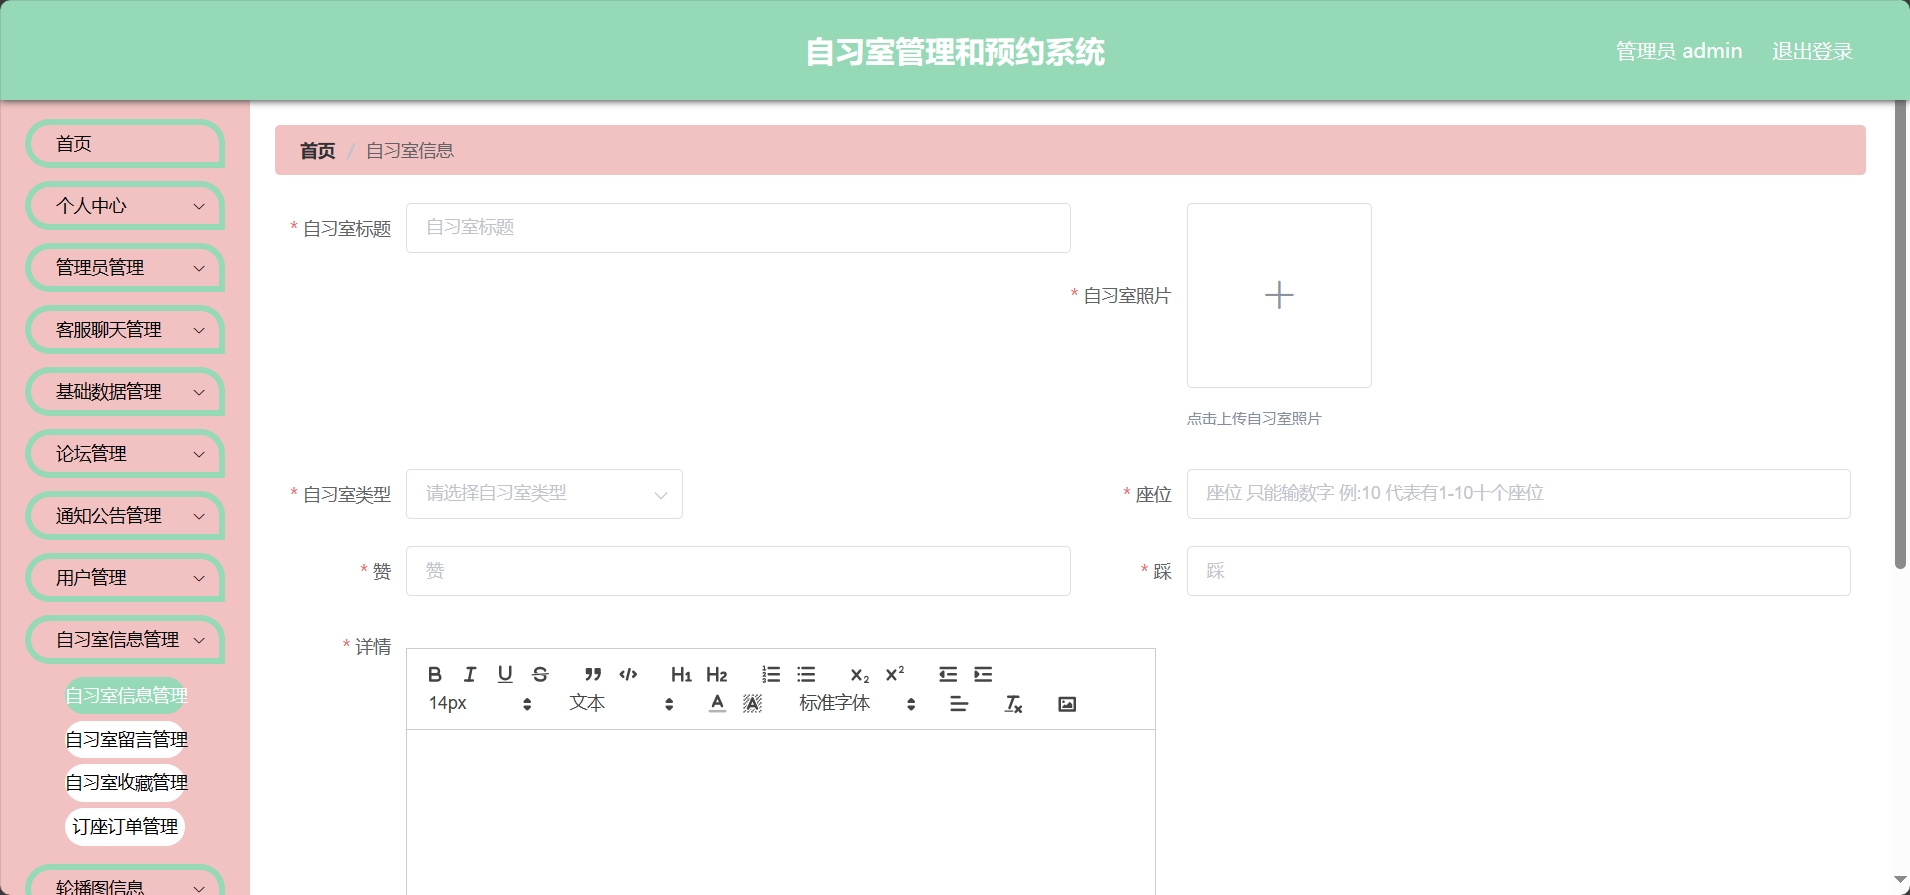 自习室管理和预约系统
管理员 admin
退出登录
首页
个人中心
管理员管理
客服聊天管理
基础数据管理
论坛管理
通知公告管理
用户管理
自习室信息管理
自习室信息管理
自习室留言管理
自习室收藏管理
订座订单管理
轮播图信息
首页 / 自习室信息
* 自习室标题
自习室标题
* 自习室照片
点击上传自习室照片
* 自习室类型
请选择自习室类型
* 座位
座位 只能输数字 例:10 代表有1-10十个座位
* 赞
赞
* 踩
踩
* 详情
14px
文本
标准字体